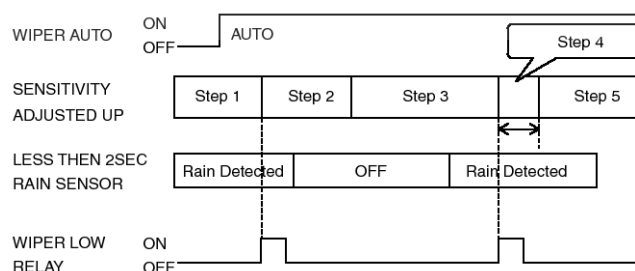 WIPER AUTO
ON
OFF
AUTO
Step 4
SENSITIVITY
ADJUSTED UP
Step 1
Step 2
Step 3
Step 5
LESS THEN 2SEC
RAIN SENSOR
Rain Detected
OFF
Rain Detected
WIPER LOW
RELAY
ON
OFF